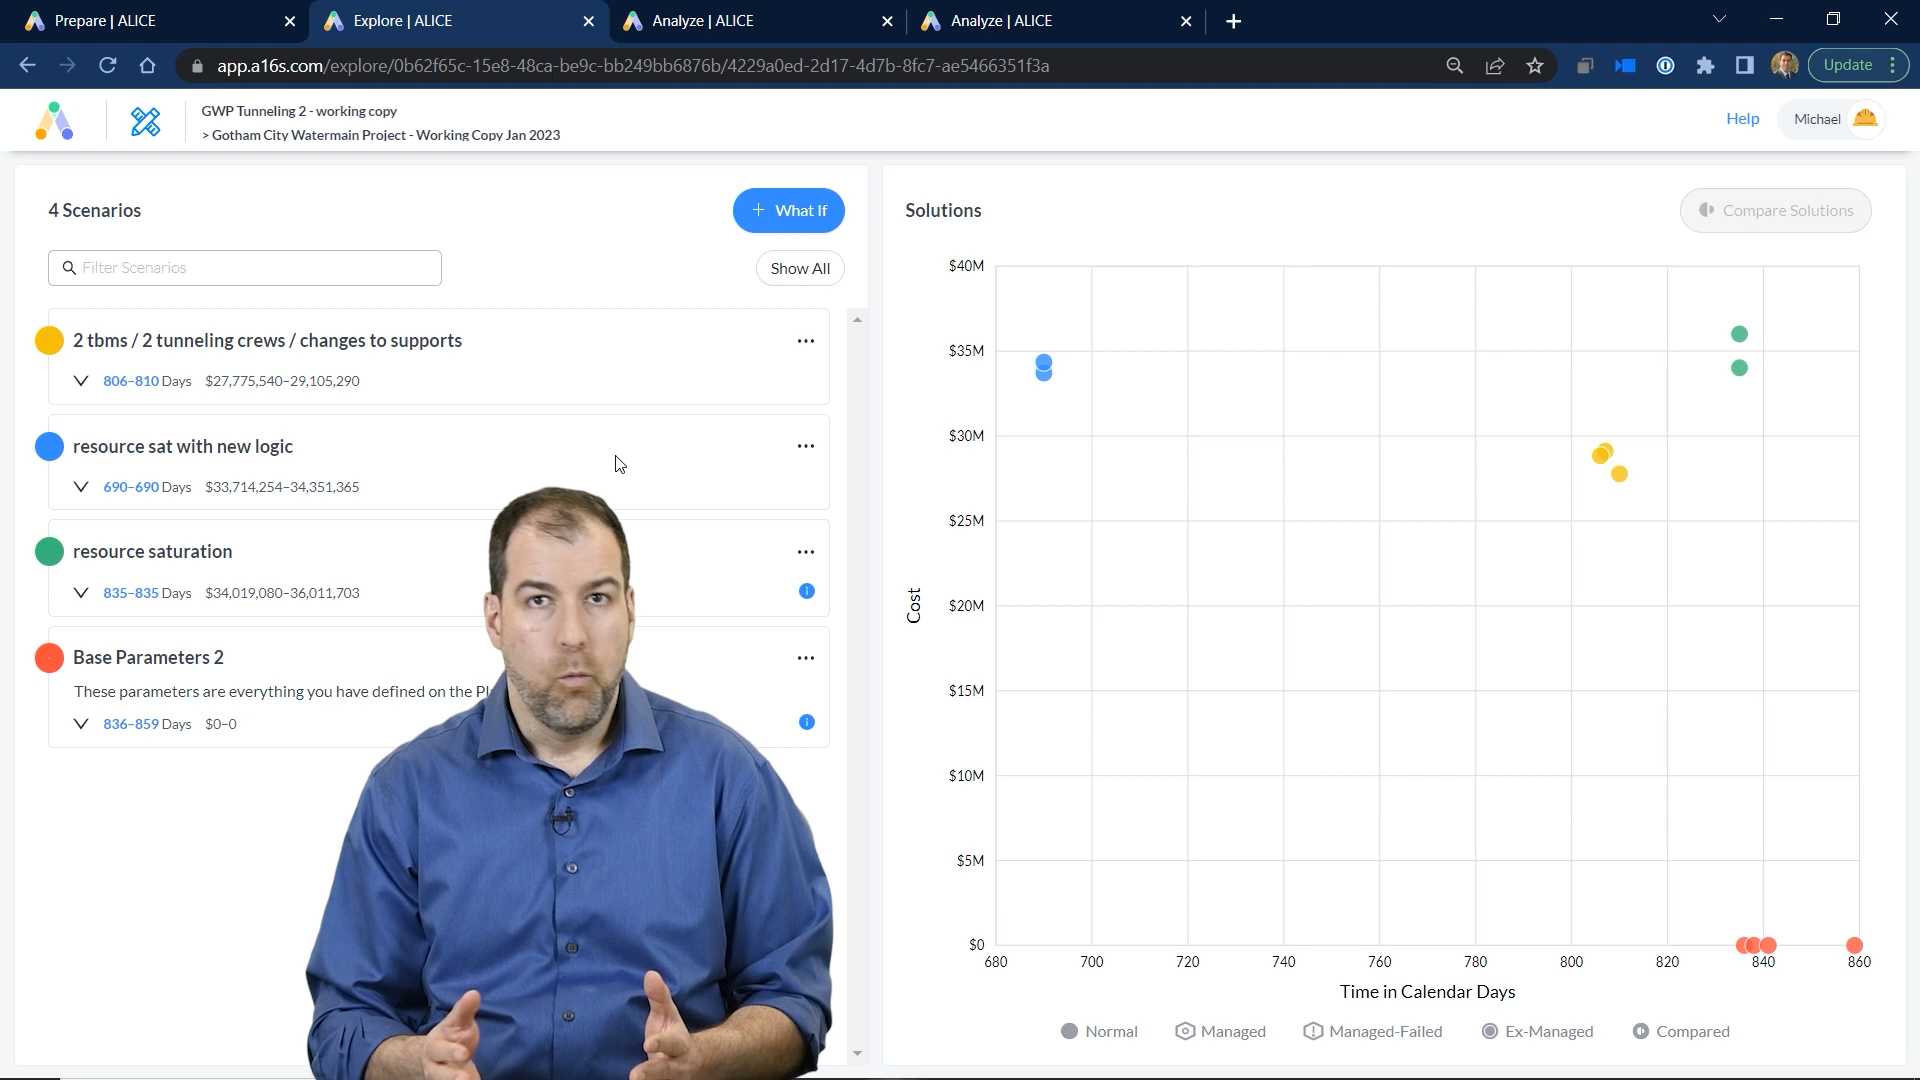 Prepare | ALICE
Explore | ALICE
Analyze | ALICE
Analyze | ALICE
app.a16s.com/explore/0b62f65c-15e8-48ca-be9c-bb249bb6876b/4229a0ed-2d17-4d7b-8fc7-ae5466351f3a
Update
GWP Tunneling 2 - working copy
> Gotham City Watermain Project - Working Copy Jan 2023
Help
Michael
4 Scenarios
+ What If
Filter Scenarios
Show All
2 tbms / 2 tunneling crews / changes to supports
806–810 Days $27,775,540–29,105,290
resource sat with new logic
690–690 Days $33,714,254–34,351,365
resource saturation
835–835 Days $34,019,080–36,011,703
Base Parameters 2
These parameters are everything you have defined on the
836–859 Days $0–0
Solutions
Compare Solutions
$40M
$35M
$30M
$25M
$20M
$15M
$10M
$5M
$0
Cost
680 700 720 740 760 780 800 820 840 860
Time in Calendar Days
Normal Managed Managed-Failed Ex-Managed Compared